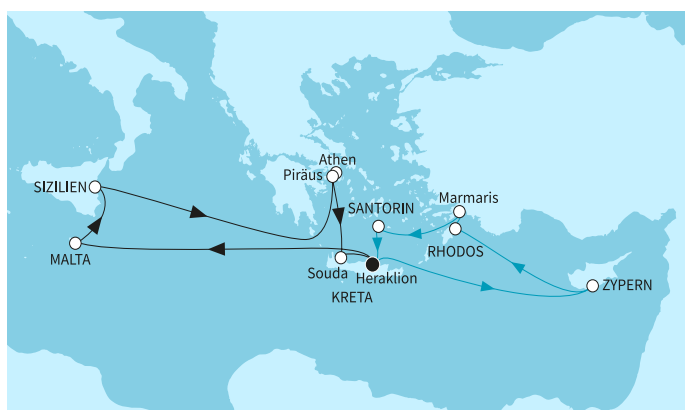 Athen
Piräus
SIZILIEN
Marmaris
SANTORIN
RHODOS
MALTA
Souda
Heraklion
ZYPERN
KRETA